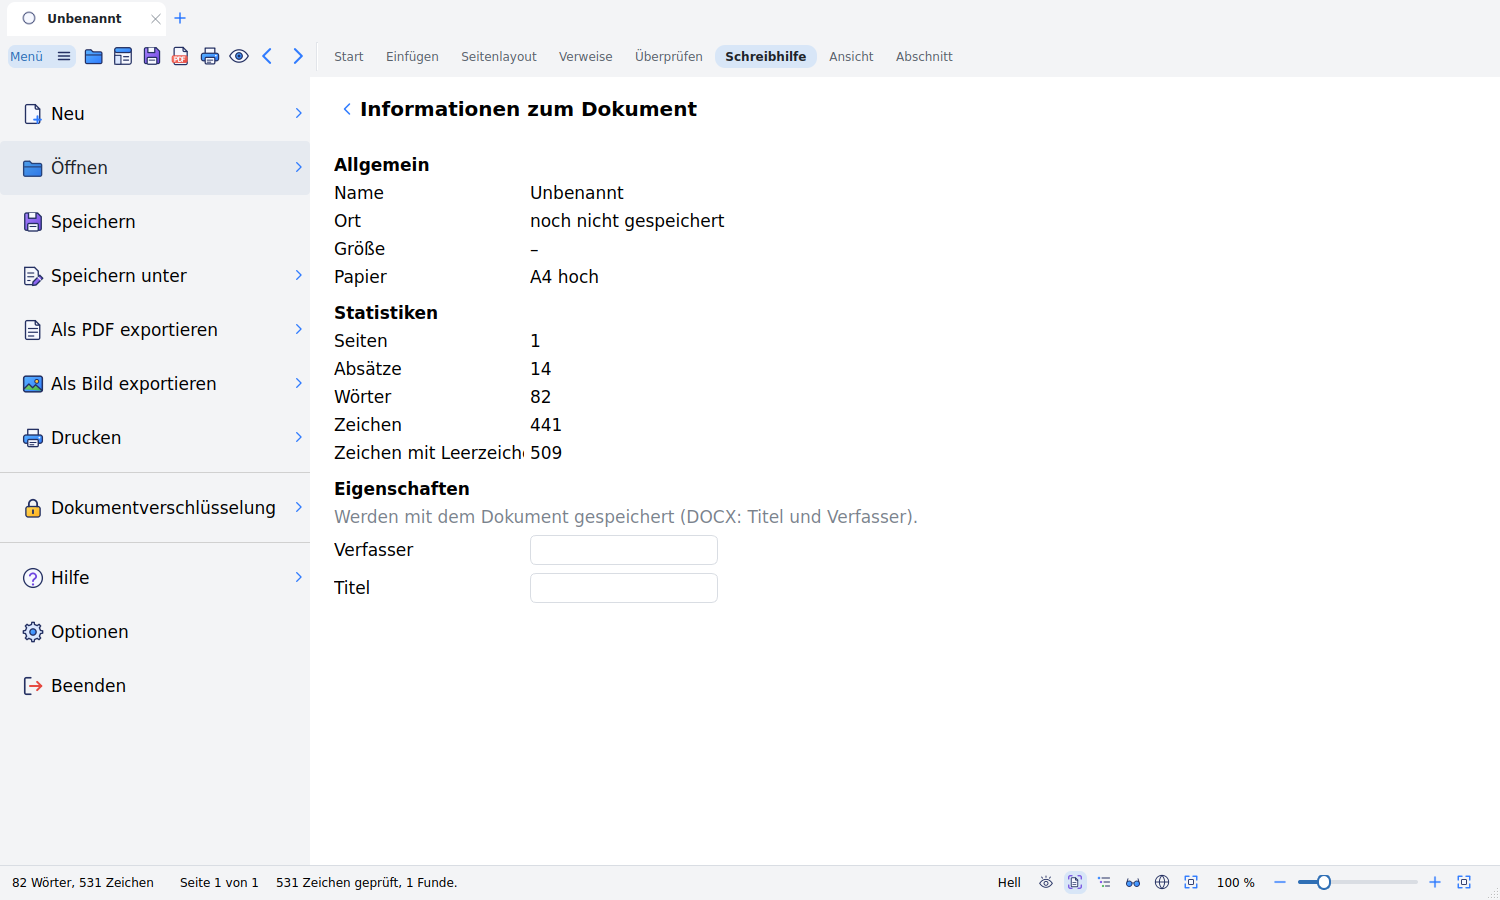 Unbenannt
Menü
Start Einfügen Seitenlayout Verweise Überprüfen Schreibhilfe Ansicht Abschnitt
Neu
Öffnen
Speichern
Speichern unter
Als PDF exportieren
Als Bild exportieren
Drucken
Dokumentverschlüsselung
Hilfe
Optionen
Beenden
Informationen zum Dokument
Allgemein
Name Unbenannt
Ort noch nicht gespeichert
Größe –
Papier A4 hoch
Statistiken
Seiten 1
Absätze 14
Wörter 82
Zeichen 441
Zeichen mit Leerzeiche 509
Eigenschaften
Werden mit dem Dokument gespeichert (DOCX: Titel und Verfasser).
Verfasser
Titel
82 Wörter, 531 Zeichen Seite 1 von 1 531 Zeichen geprüft, 1 Funde. Hell 100 %